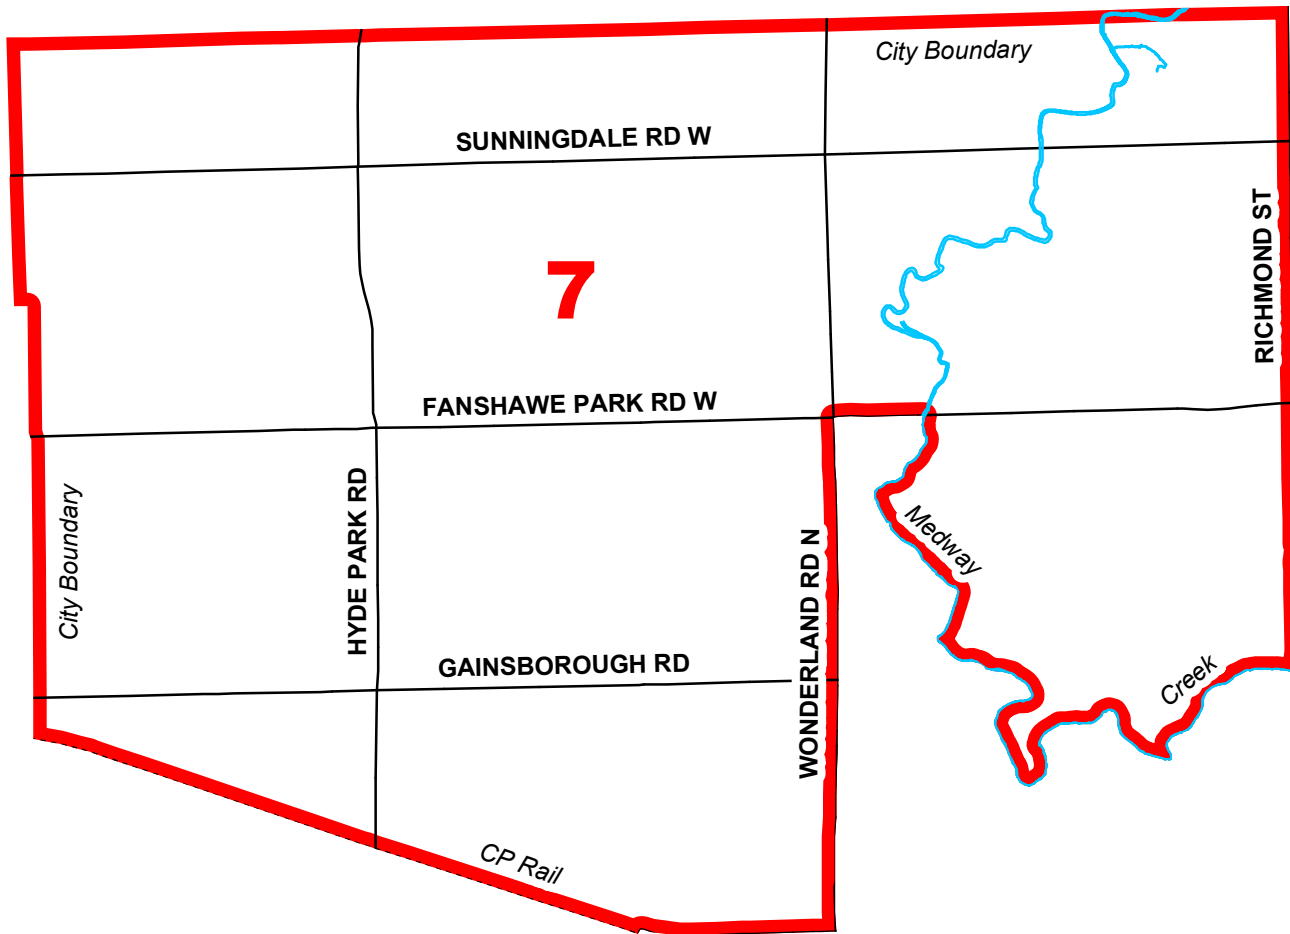 City Boundary
SUNNINGDALE RD W
RICHMOND ST
7
FANSHAWE PARK RD W
HYDE PARK RD
City Boundary
Medway
WONDERLAND RD N
GAINSBOROUGH RD
Creek
CP Rail